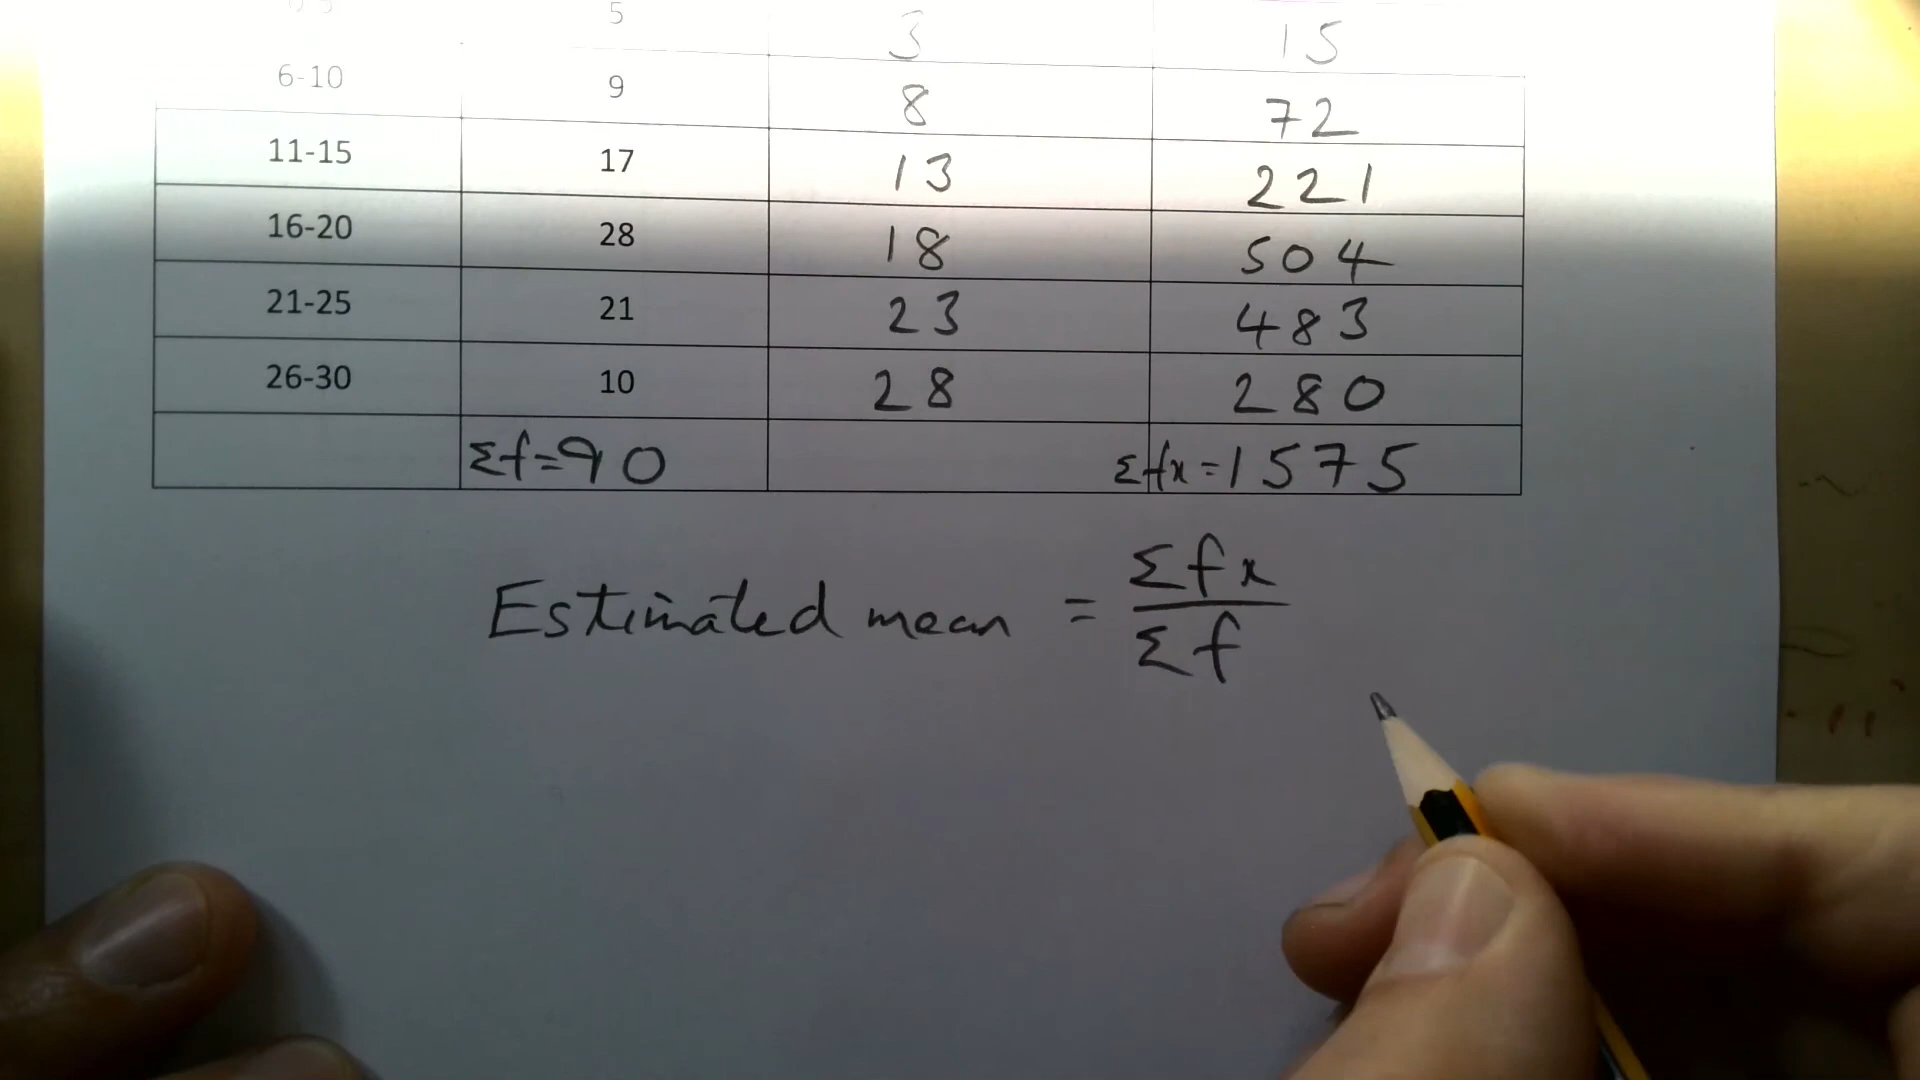 5 3 15
6-10 9 8 72
11-15 17 13 221
16-20 28 18 504
21-25 21 23 483
26-30 10 28 280
Σf=90 Σfx=1575
Estimated mean = Σfx
Σf